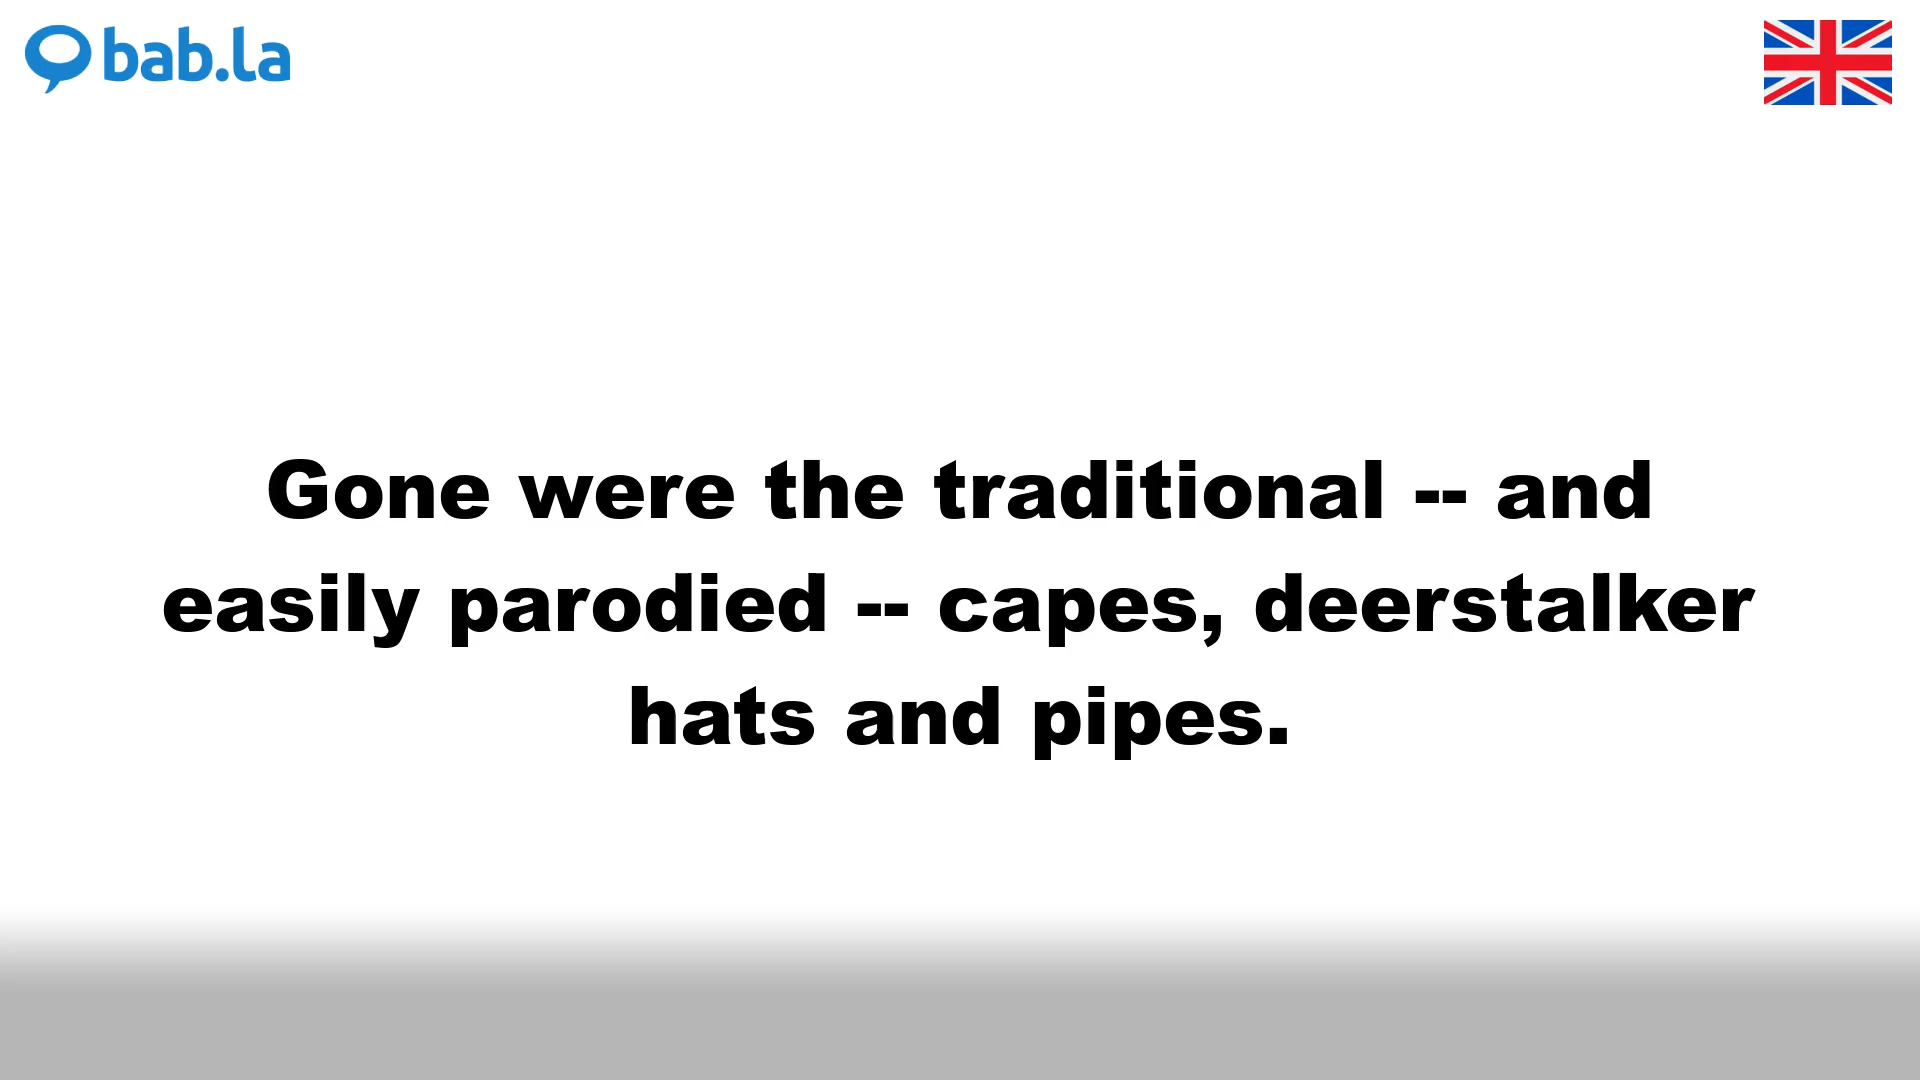 bab.la
Gone were the traditional -- and
easily parodied -- capes, deerstalker
hats and pipes.